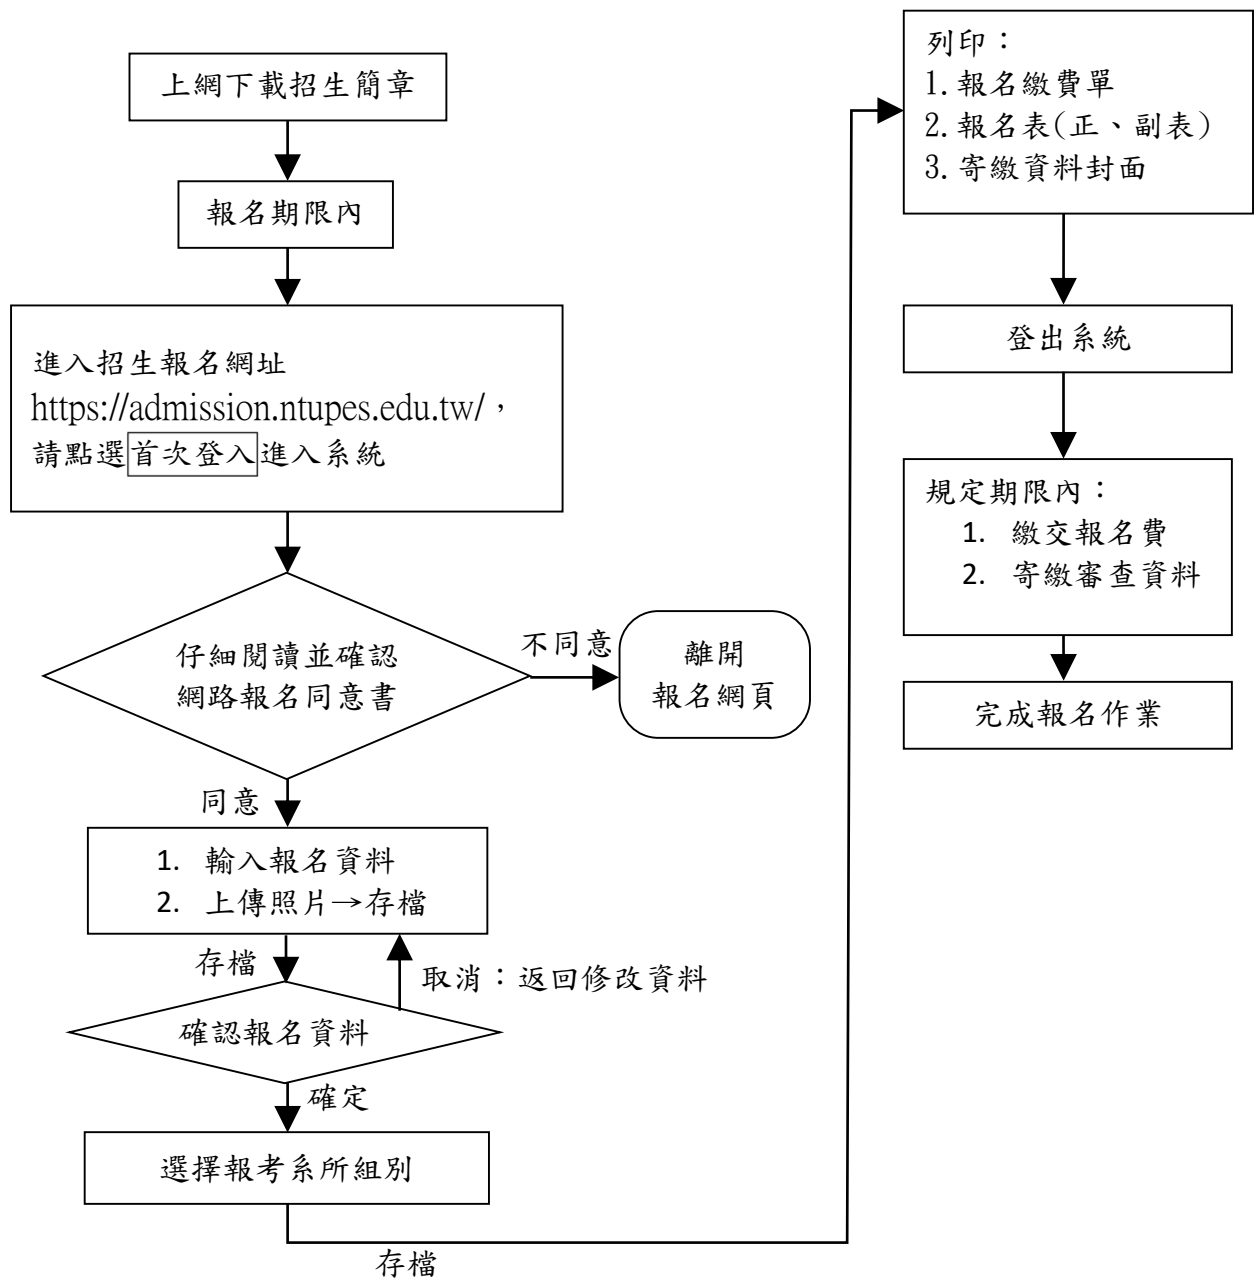 上網下載招生簡章
報名期限內
進入招生報名網址
https://admission.ntupes.edu.tw/，
請點選首次登入進入系統
仔細閱讀並確認
網路報名同意書
不同意
離開
報名網頁
同意
1. 輸入報名資料
2. 上傳照片→存檔
存檔
取消：返回修改資料
確認報名資料
確定
選擇報考系所組別
存檔
列印：
1.報名繳費單
2.報名表(正、副表)
3.寄繳資料封面
登出系統
規定期限內：
1. 繳交報名費
2. 寄繳審查資料
完成報名作業